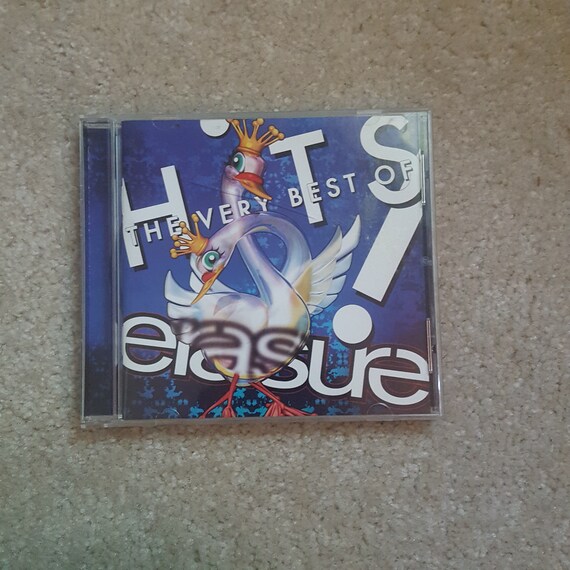 HiTS!
THE VERY BEST OF
erasure